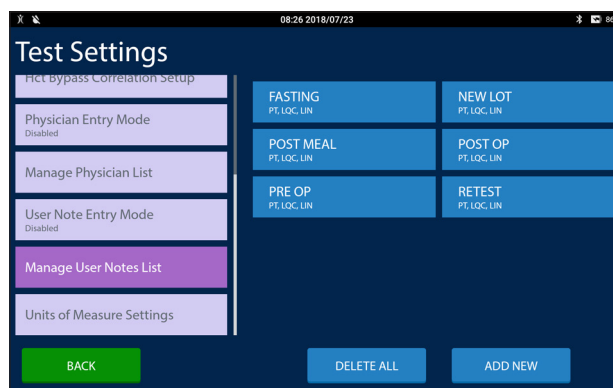 08:26 2018/07/23
86
Test Settings
Hct Bypass Correlation Setup
Physician Entry Mode
Disabled
Manage Physician List
User Note Entry Mode
Disabled
Manage User Notes List
Units of Measure Settings
FASTING
PT, LQC, LIN
NEW LOT
PT, LQC, LIN
POST MEAL
PT, LQC, LIN
POST OP
PT, LQC, LIN
PRE OP
PT, LQC, LIN
RETEST
PT, LQC, LIN
BACK
DELETE ALL
ADD NEW